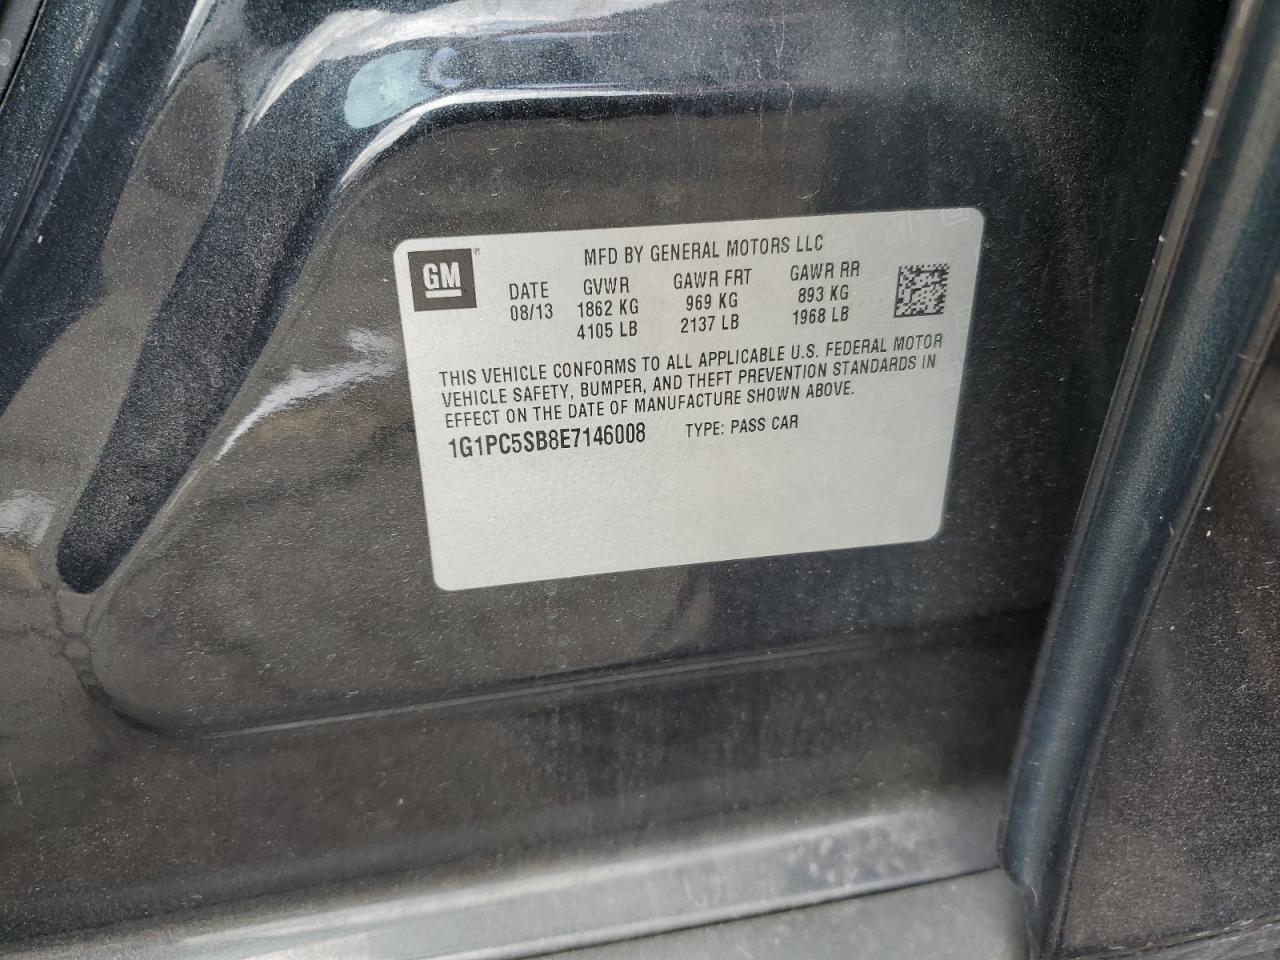 GM ®
MFD BY GENERAL MOTORS LLC
DATE GVWR GAWR FRT GAWR RR
08/13 1862 KG 969 KG 893 KG
4105 LB 2137 LB 1968 LB
THIS VEHICLE CONFORMS TO ALL APPLICABLE U.S. FEDERAL MOTOR
VEHICLE SAFETY, BUMPER, AND THEFT PREVENTION STANDARDS IN
EFFECT ON THE DATE OF MANUFACTURE SHOWN ABOVE.
1G1PC5SB8E7146008 TYPE: PASS CAR